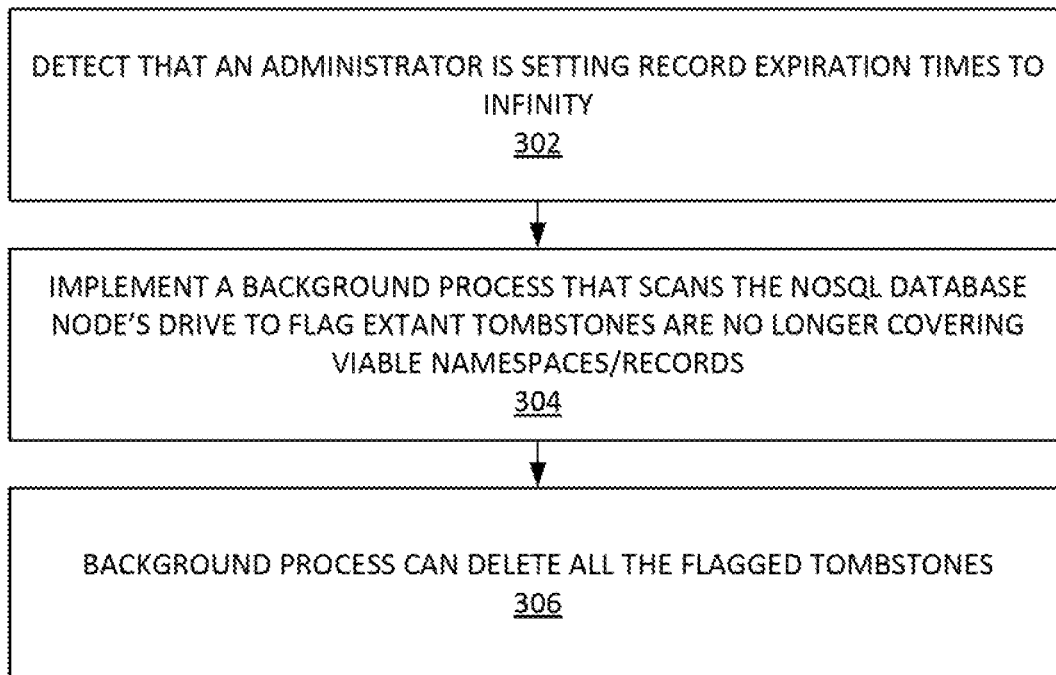 DETECT THAT AN ADMINISTRATOR IS SETTING RECORD EXPIRATION TIMES TO
INFINITY
302
IMPLEMENT A BACKGROUND PROCESS THAT SCANS THE NOSQL DATABASE
NODE'S DRIVE TO FLAG EXTANT TOMBSTONES ARE NO LONGER COVERING
VIABLE NAMESPACES/RECORDS
304
BACKGROUND PROCESS CAN DELETE ALL THE FLAGGED TOMBSTONES
306